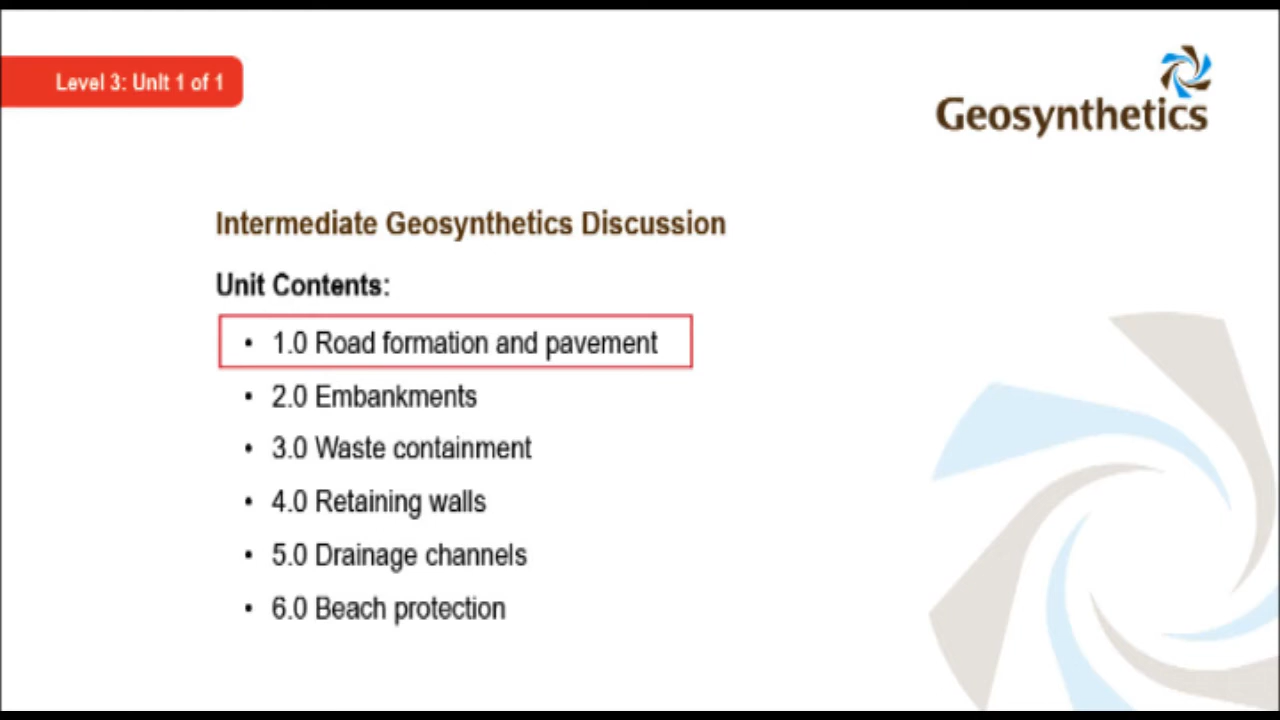 Level 3: Unit 1 of 1
Geosynthetics
Intermediate Geosynthetics Discussion
Unit Contents:
• 1.0 Road formation and pavement
• 2.0 Embankments
• 3.0 Waste containment
• 4.0 Retaining walls
• 5.0 Drainage channels
• 6.0 Beach protection